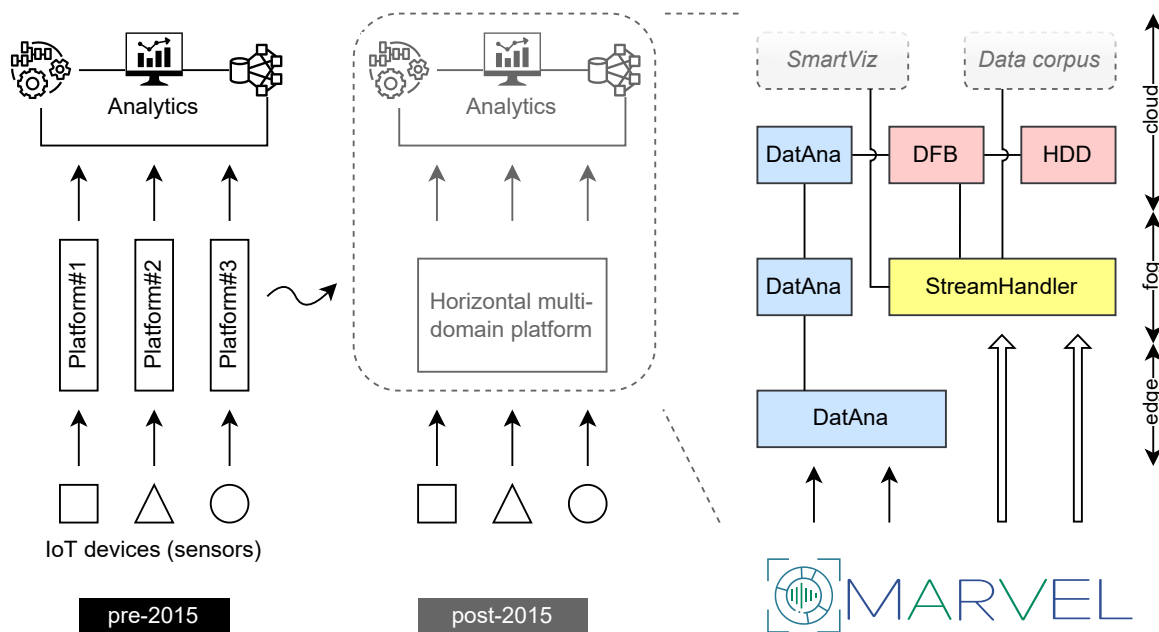 Analytics
Platform#1
Platform#2
Platform#3
IoT devices (sensors)
pre-2015
Analytics
Horizontal multi-
domain platform
post-2015
SmartViz
Data corpus
DatAna
DFB
HDD
DatAna
StreamHandler
DatAna
cloud
fog
edge
MARVEL